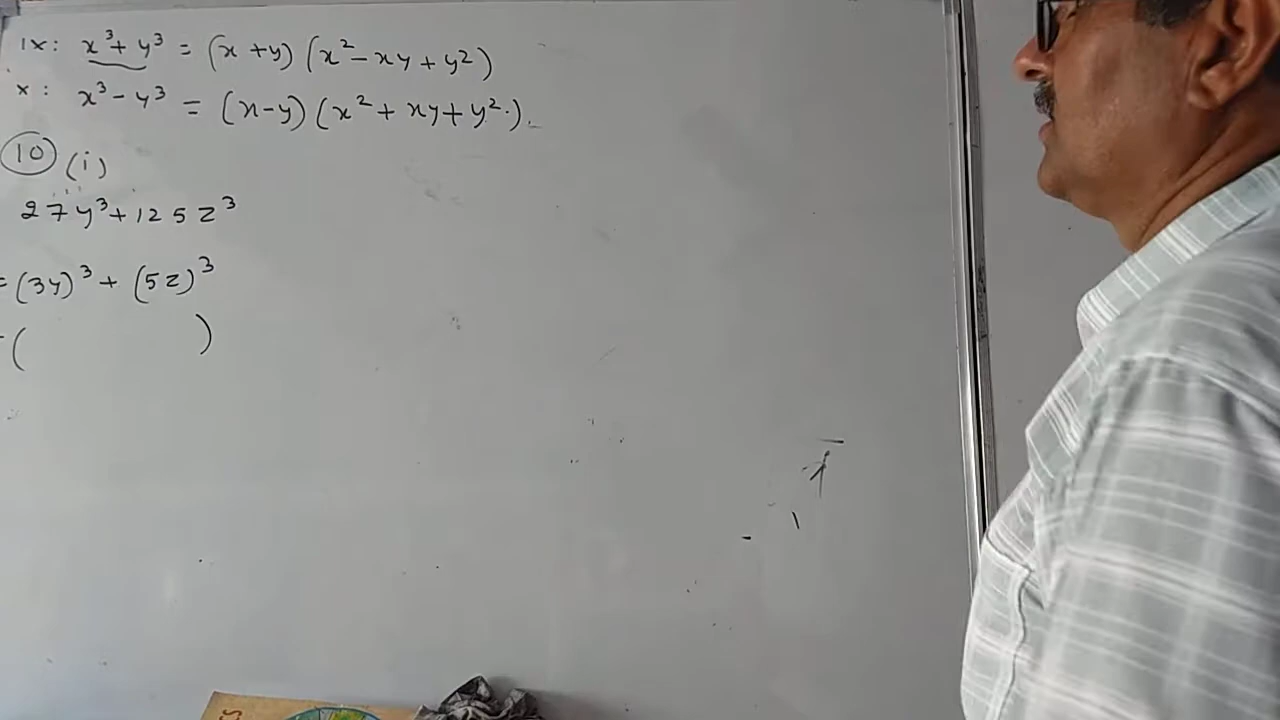 ix: x³ + y³ = (x + y) (x² - xy + y²)
x: x³ - y³ = (x - y) (x² + xy + y²).
10 (i)
27y³ + 125z³
= (3y)³ + (5z)³
= ( )